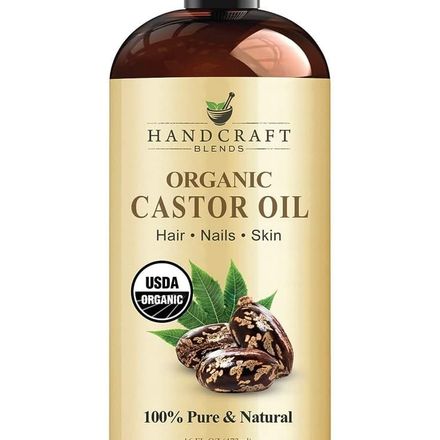 HANDCRAFT
BLENDS
ORGANIC
CASTOR OIL
Hair • Nails • Skin
USDA
ORGANIC
100% Pure & Natural